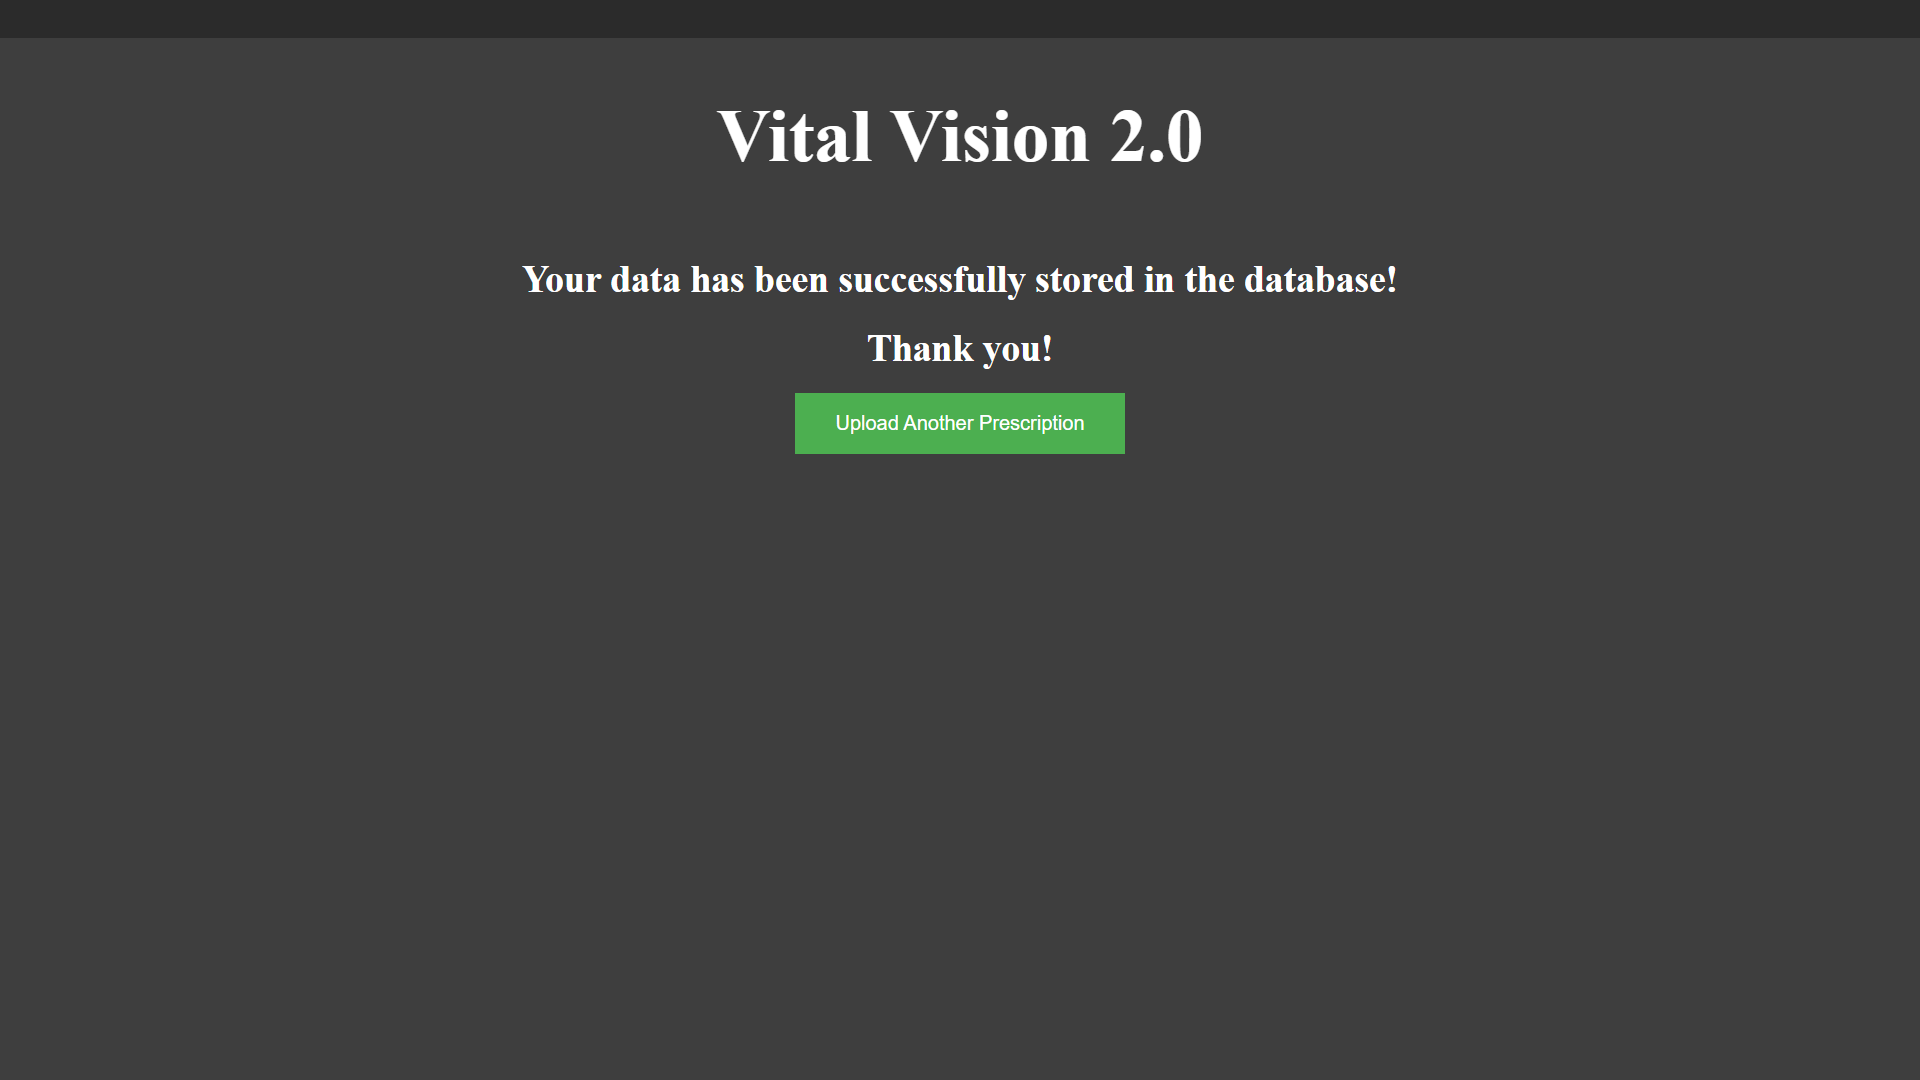 Vital Vision 2.0
Your data has been successfully stored in the database!
Thank you!
Upload Another Prescription